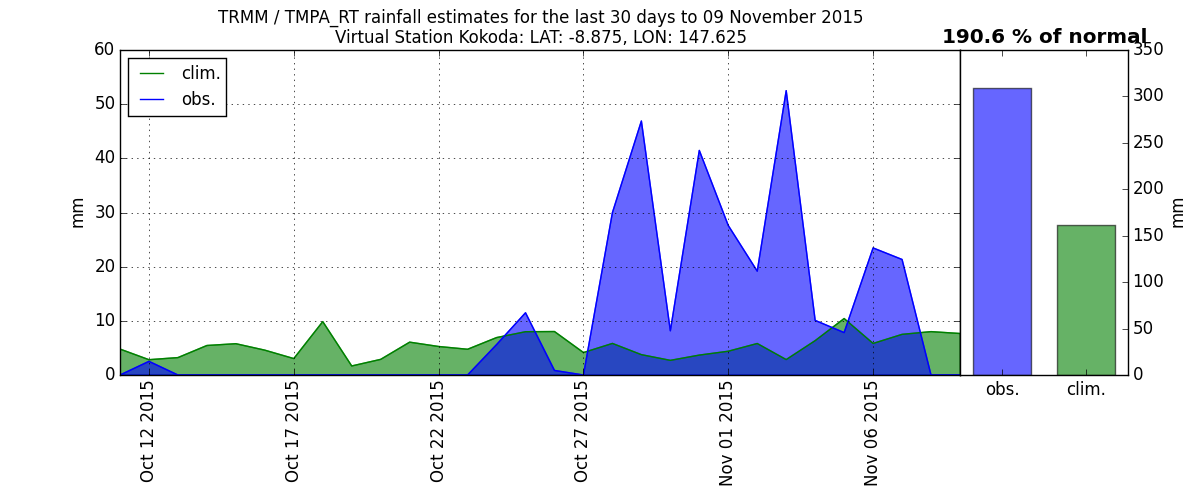 TRMM / TMPA_RT rainfall estimates for the last 30 days to 09 November 2015
Virtual Station Kokoda: LAT: -8.875, LON: 147.625
190.6 % of normal
clim.
obs.
60
50
40
30
20
10
0
mm
Oct 12 2015
Oct 17 2015
Oct 22 2015
Oct 27 2015
Nov 01 2015
Nov 06 2015
350
300
250
200
150
100
50
0
mm
obs.
clim.